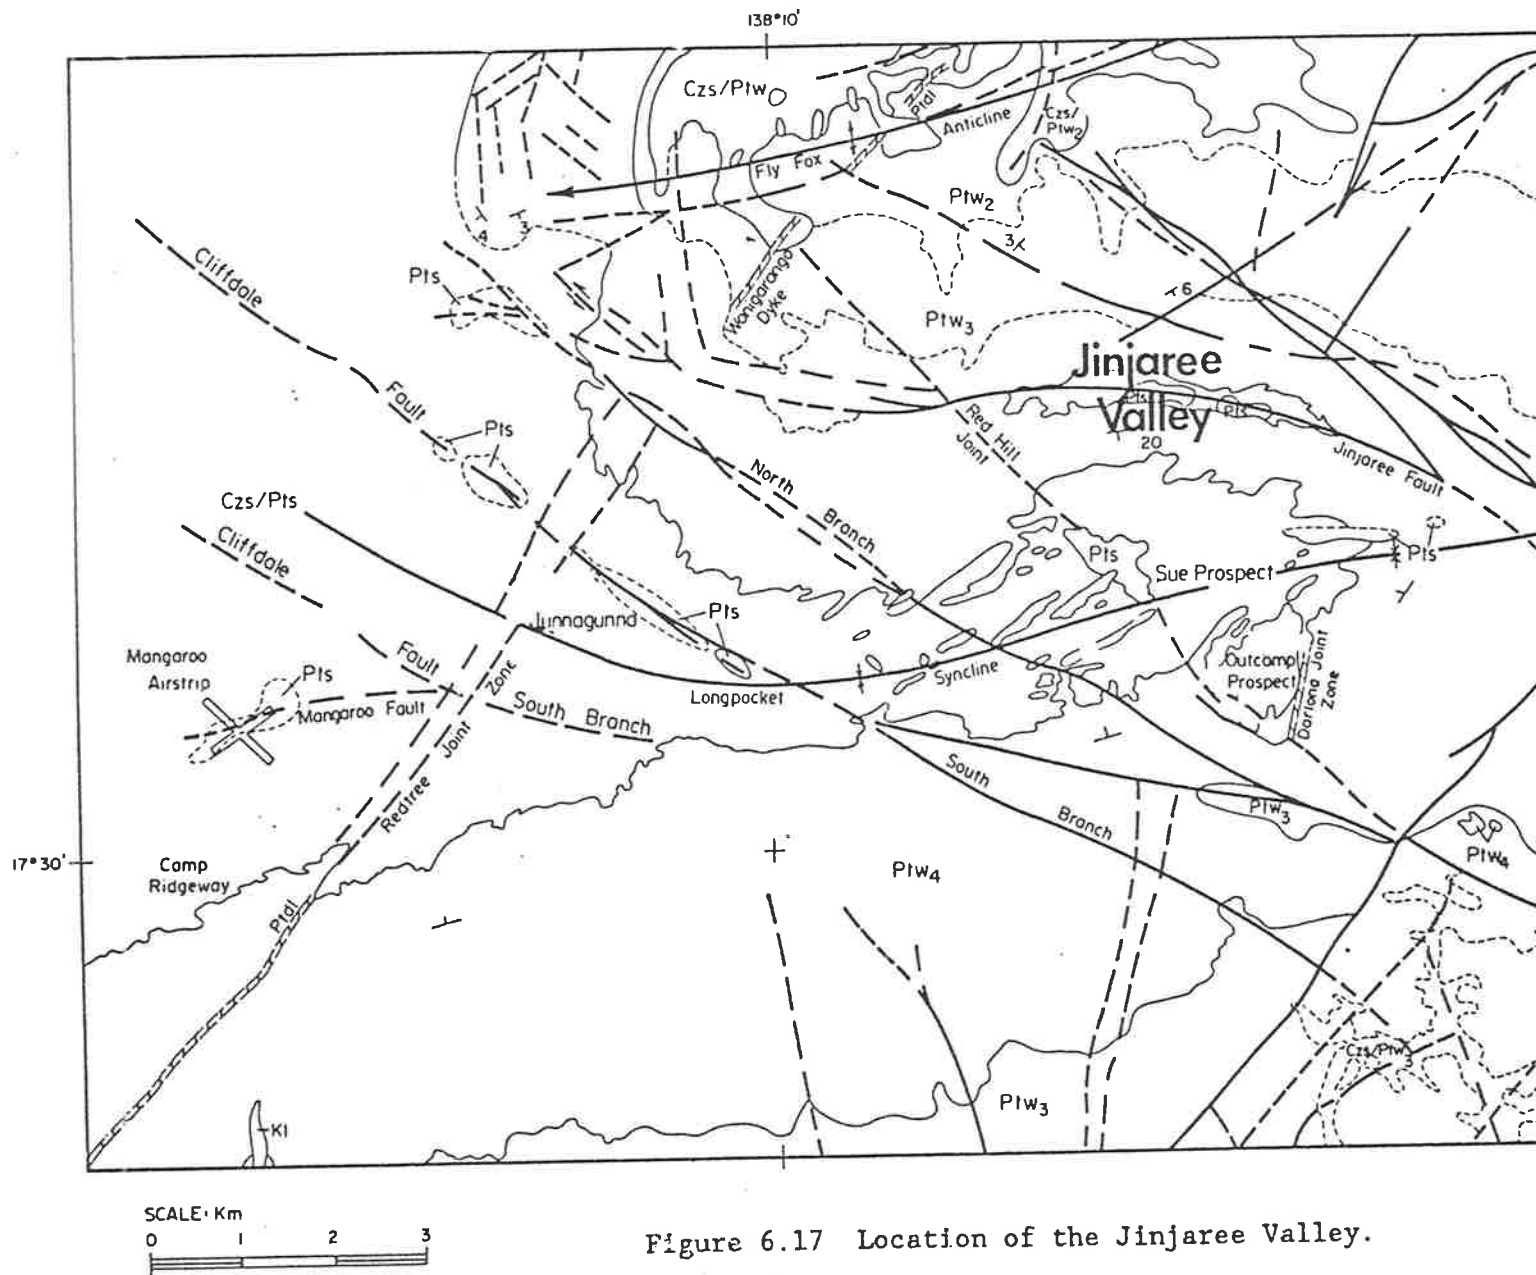 138°10'
Czs/Ptw
Ptdl
Anticline
Czs/
Ptw2
Fly Fox
Ptw2
4
3
3
Cliffdale
Pts
Wanigarango
Dyke
6
Ptw3
Jinjaree
Valley
Pts
Pts
20
Fault
Pts
Red Hill
Joint
Jinjaree Fault
North
Branch
Czs/Pts
Cliffdale
Pts
Pts
Sue Prospect
Junnagunna
Pts
Mangaroo
Airstrip
Pts
Fault
Zone
Longpocket
Syncline
Outcamp
Prospect
Darlona Joint
Zone
Mangaroo Fault
South Branch
Redtree Joint
South
Branch
Ptw3
17°30'
Camp
Ridgeway
Ptw4
Ptw4
Ptdl
Czs/Ptw3
Ptw3
Kl
SCALE: Km
0 1 2 3
Figure 6.17 Location of the Jinjaree Valley.